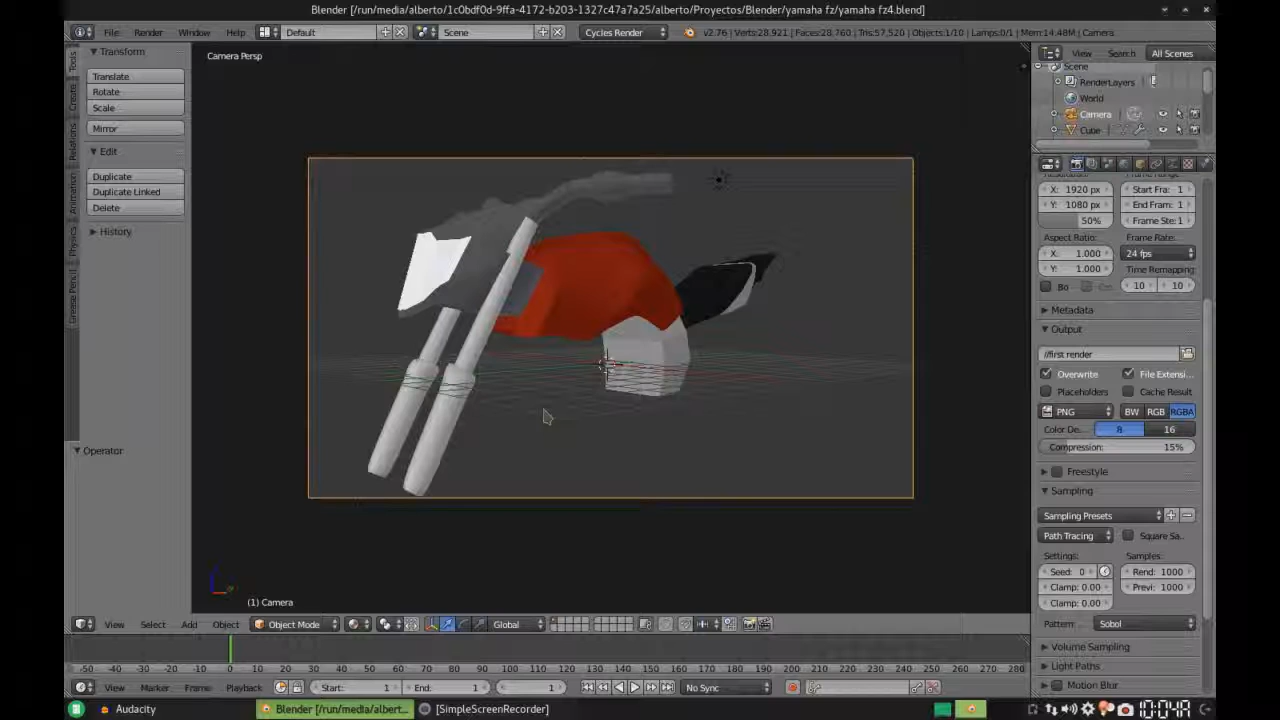 Blender [/run/media/alberto/1c0bdf0d-9ffa-4172-b203-1327c47a7a25/alberto/Proyectos/Blender/yamaha fz/yamaha fz4.blend]
File Render Window Help Default Scene Cycles Render v2.76 | Verts:28,921 | Faces:28,760 | Tris:57,520 | Objects:1/10 | Lamps:0/1 | Mem:14.48M | Camera
Transform
Camera Persp
View Search All Scenes
Scene
Translate
RenderLayers
Rotate
World
Scale
Camera
Mirror
Cube
Edit
Duplicate
Duplicate Linked
Delete
History
Tools
Create
Relations
Animation
Physics
Grease Pencil
X: 1920 px Start Fra: 1
Y: 1080 px End Fram: 1
50% Frame Ste: 1
Aspect Ratio: Frame Rate:
X: 1.000 24 fps
Y: 1.000 Time Remapping
Bo 10 10
Metadata
Output
//first render
Overwrite File Extensi...
Placeholders Cache Result
PNG BW RGB RGBA
Color De... 8 16
Compression: 15%
Operator
Freestyle
Sampling
Sampling Presets
Path Tracing Square Sa..
Settings: Samples:
Seed: 0 Rend: 1000
Clamp: 0.00 Previ: 1000
Clamp: 0.00
(1) Camera
View Select Add Object Object Mode Global
Pattern: Sobol
Volume Sampling
Light Paths
Motion Blur
-50 -40 -30 -20 -10 0 10 20 30 40 50 60 70 80 90 100 110 120 130 140 150 160 170 180 190 200 210 220 230 240 250 260 270 280
View Marker Frame Playback Start: 1 End: 1 1 No Sync
Audacity Blender [/run/media/albert... [SimpleScreenRecorder] 10:04